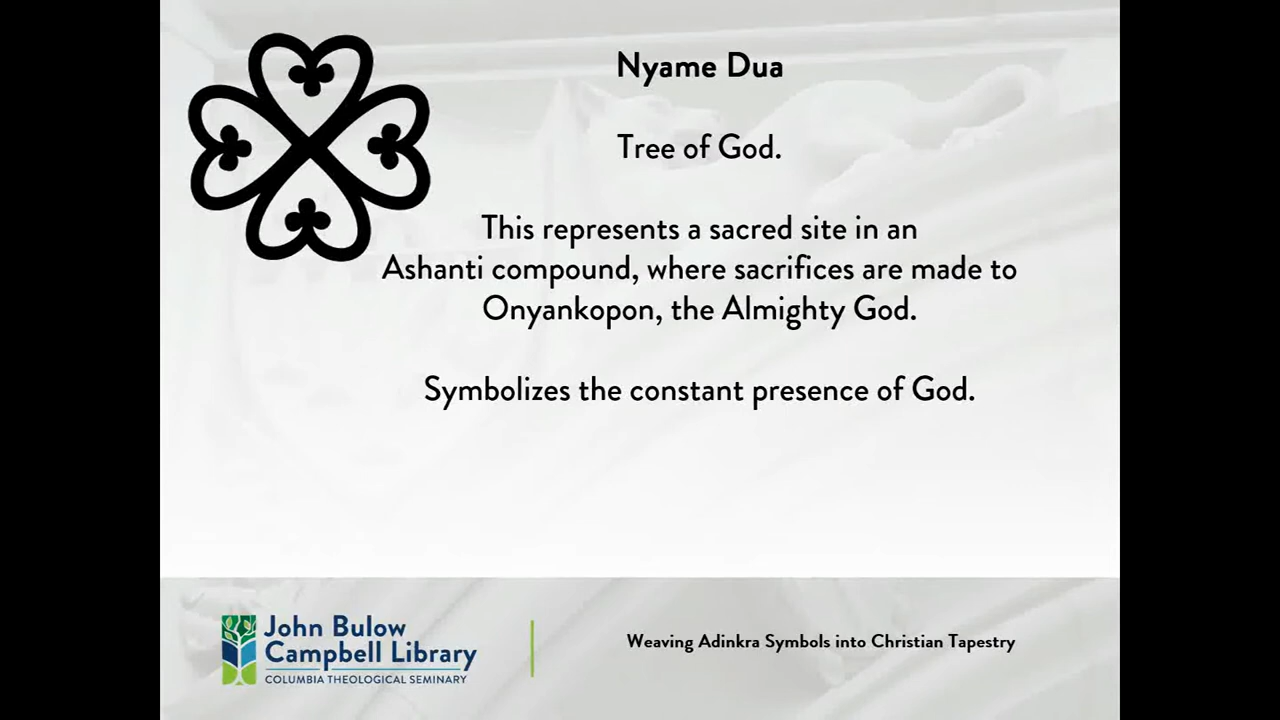 Nyame Dua
Tree of God.
This represents a sacred site in an
Ashanti compound, where sacrifices are made to
Onyankopon, the Almighty God.
Symbolizes the constant presence of God.
John Bulow
Campbell Library
COLUMBIA THEOLOGICAL SEMINARY
Weaving Adinkra Symbols into Christian Tapestry